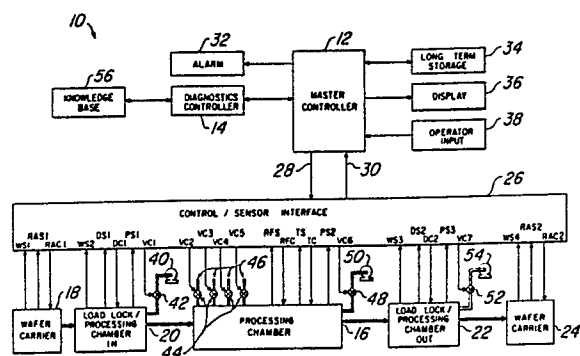 10
32
12
34
ALARM
LONG TERM STORAGE
56
36
KNOWLEDGE BASE
DIAGNOSTICS CONTROLLER
MASTER CONTROLLER
DISPLAY
14
38
OPERATOR INPUT
28
30
26
CONTROL / SENSOR INTERFACE
RAS1 DS1 PS1 VC3 VC5 RFS TS PS2 DS2 PS3 RAS2
WS1 RAC1 WS2 DC1 VC1 VC2 VC4 RFC TC VC6 WS3 DC2 VC7 WS4 RAC2
40
46
50
54
18
42
48
52
WAFER CARRIER
LOAD LOCK / PROCESSING CHAMBER IN
PROCESSING CHAMBER
LOAD LOCK / PROCESSING CHAMBER OUT
WAFER CARRIER
20
44
16
22
24